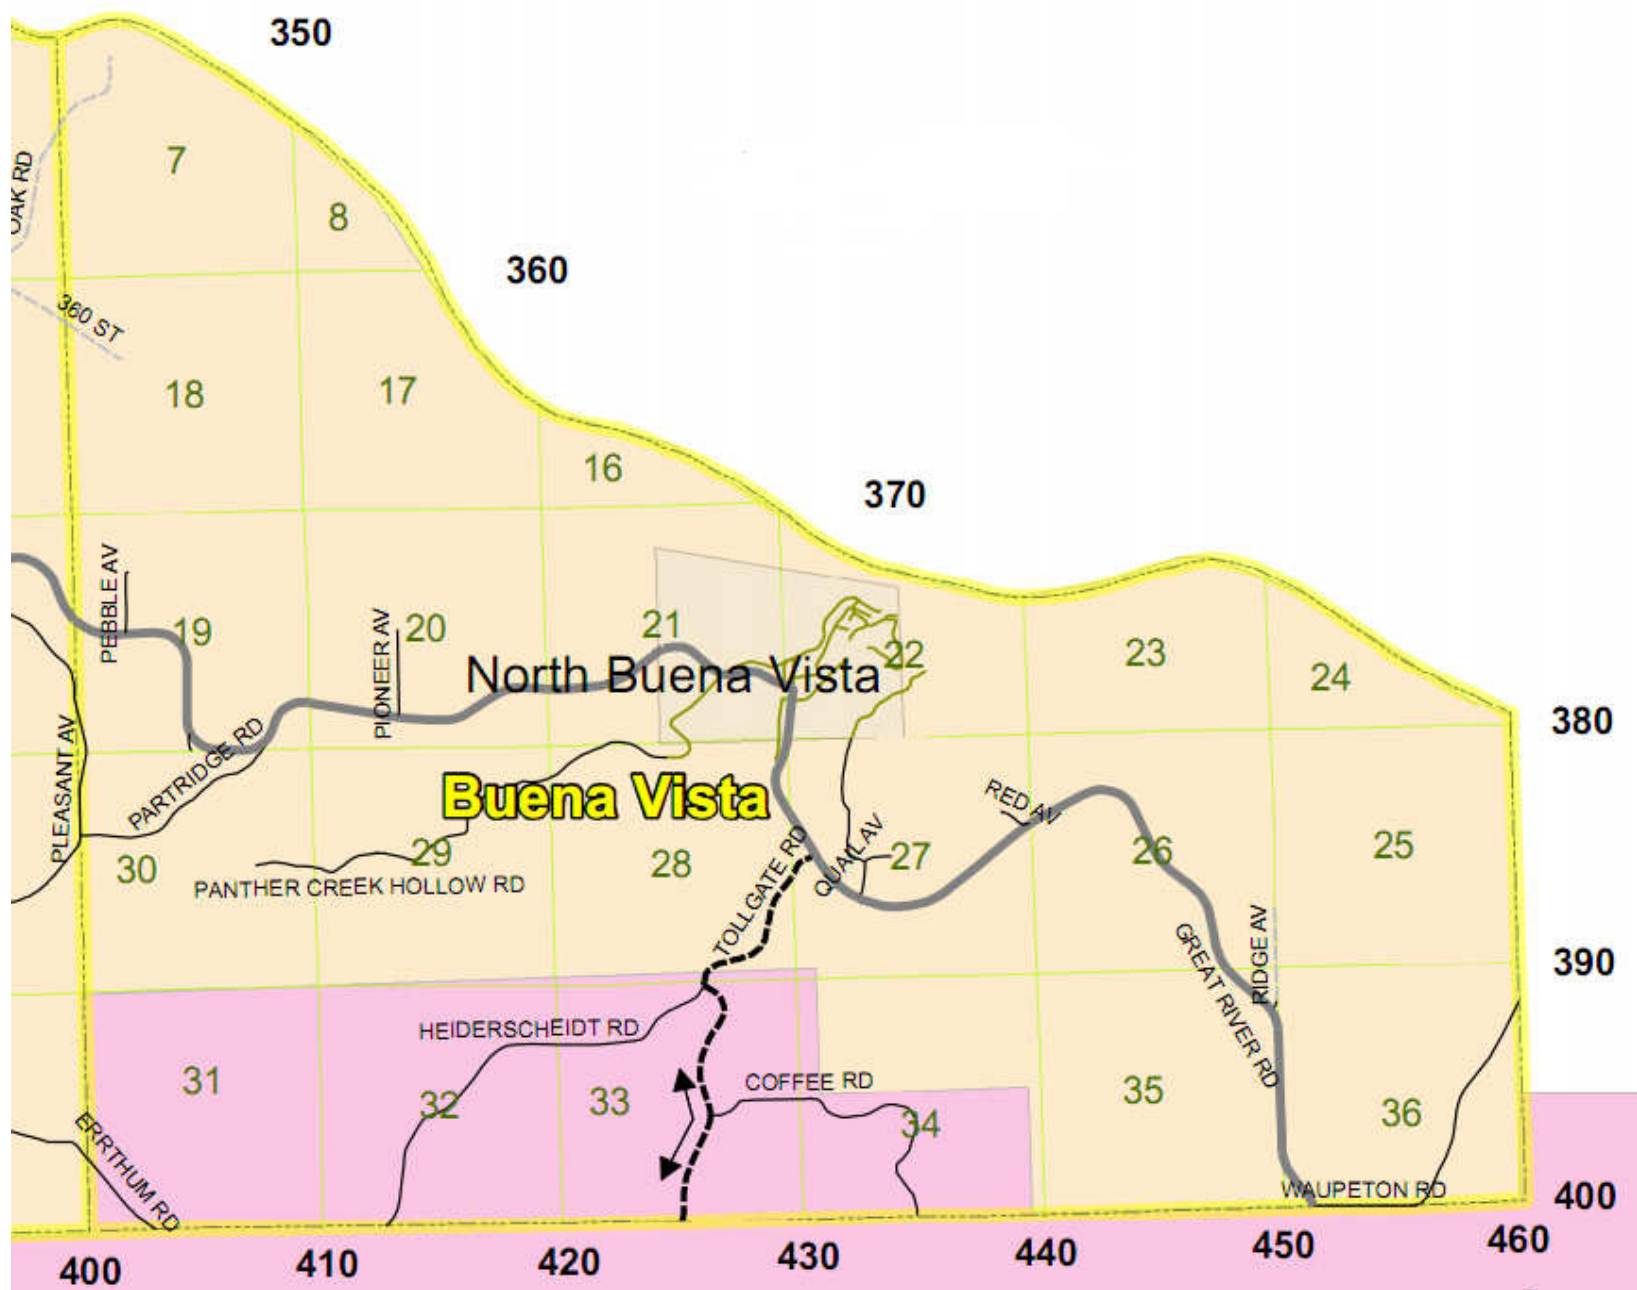 350
7
OAK RD
8
360
360 ST
18
17
16
370
PEBBLE AV
19
PIONEER AV
20
21
22
23
24
North Buena Vista
380
PLEASANT AV
PARTRIDGE RD
Buena Vista
RED AV
30
29
28
TOLLGATE RD
QUAIL AV
27
26
25
PANTHER CREEK HOLLOW RD
GREAT RIVER RD
RIDGE AV
390
HEIDERSCHEIDT RD
31
32
33
COFFEE RD
34
35
36
ERRTHUM RD
WAUPETON RD
400
400
410
420
430
440
450
460